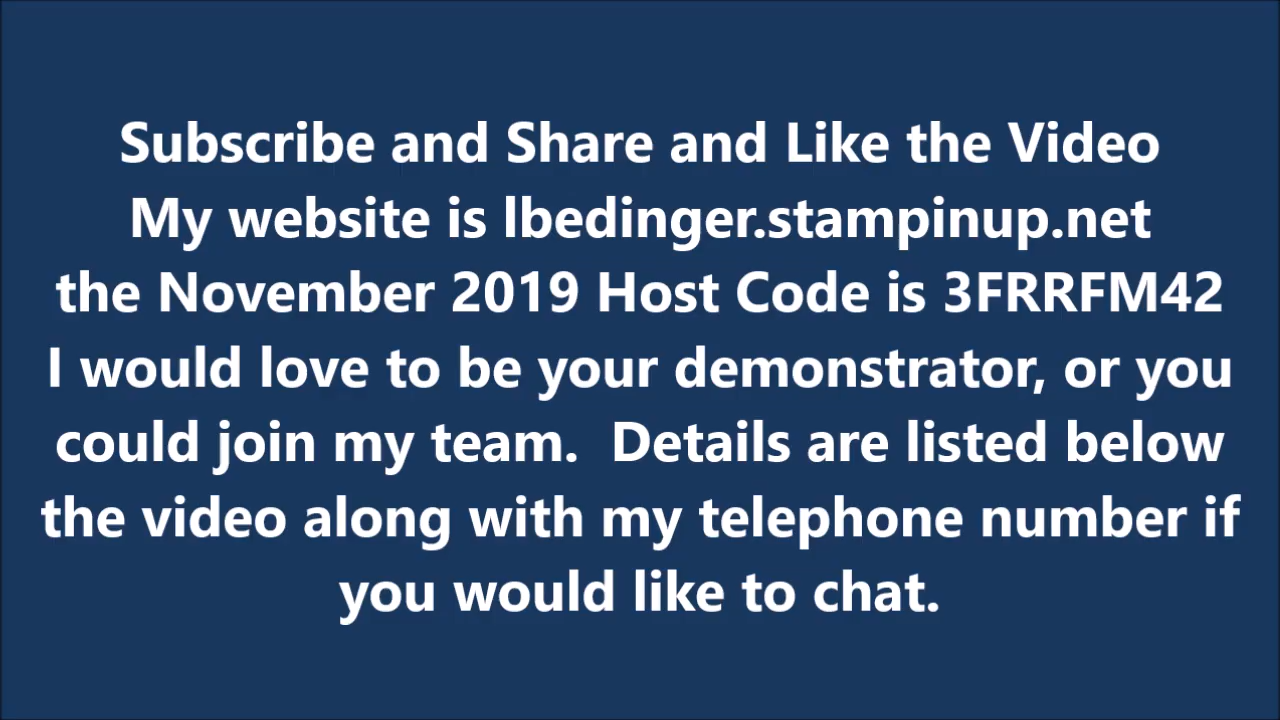 Subscribe and Share and Like the Video
My website is lbedinger.stampinup.net
the November 2019 Host Code is 3FRRFM42
I would love to be your demonstrator, or you
could join my team.  Details are listed below
the video along with my telephone number if
you would like to chat.